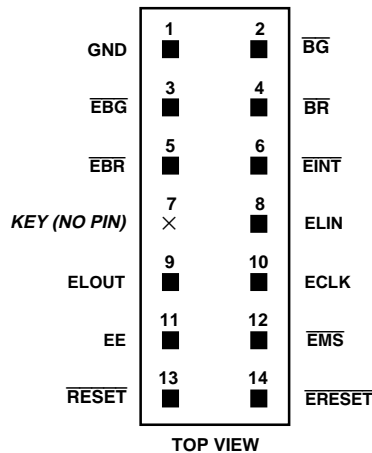 1 2
GND BG
3 4
EBG BR
5 6
EBR EINT
7 8
KEY (NO PIN) × ELIN
9 10
ELOUT ECLK
11 12
EE EMS
13 14
RESET ERESET
TOP VIEW